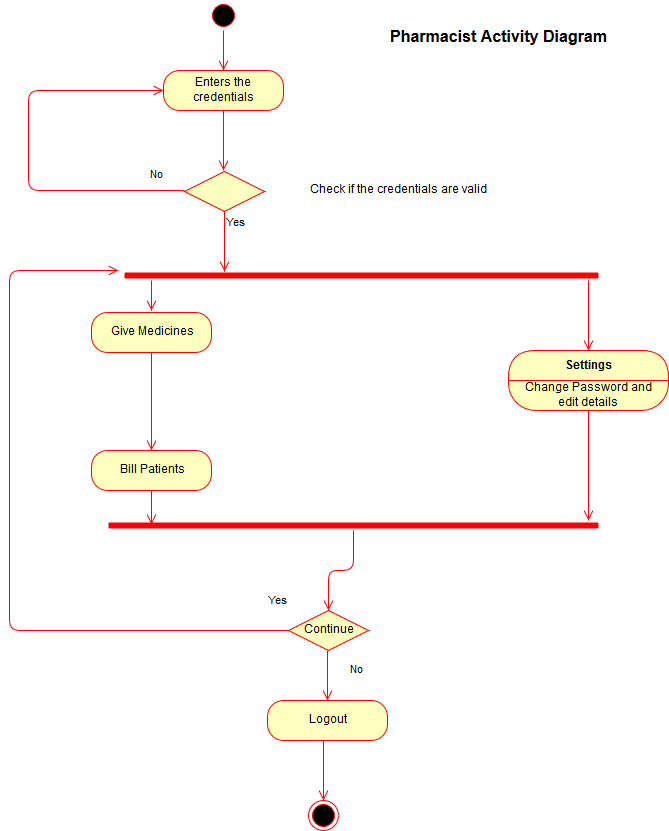 Pharmacist Activity Diagram
Enters the
credentials
No
Check if the credentials are valid
Yes
Give Medicines
Settings
Change Password and
edit details
Bill Patients
Yes
Continue
No
Logout